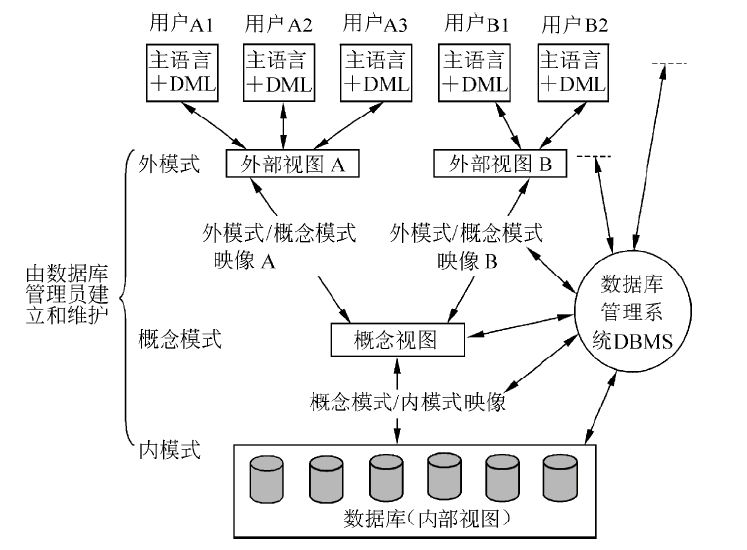 用户A1 用户A2 用户A3 用户B1 用户B2
主语言 主语言 主语言 主语言 主语言
+DML +DML +DML +DML +DML
外模式 外部视图 A 外部视图 B
外模式/概念模式 外模式/概念模式
映像 A 映像 B
由数据库
管理员建
立和维护
数据库
管理系
统DBMS
概念模式 概念视图
概念模式/内模式映像
内模式
数据库(内部视图)